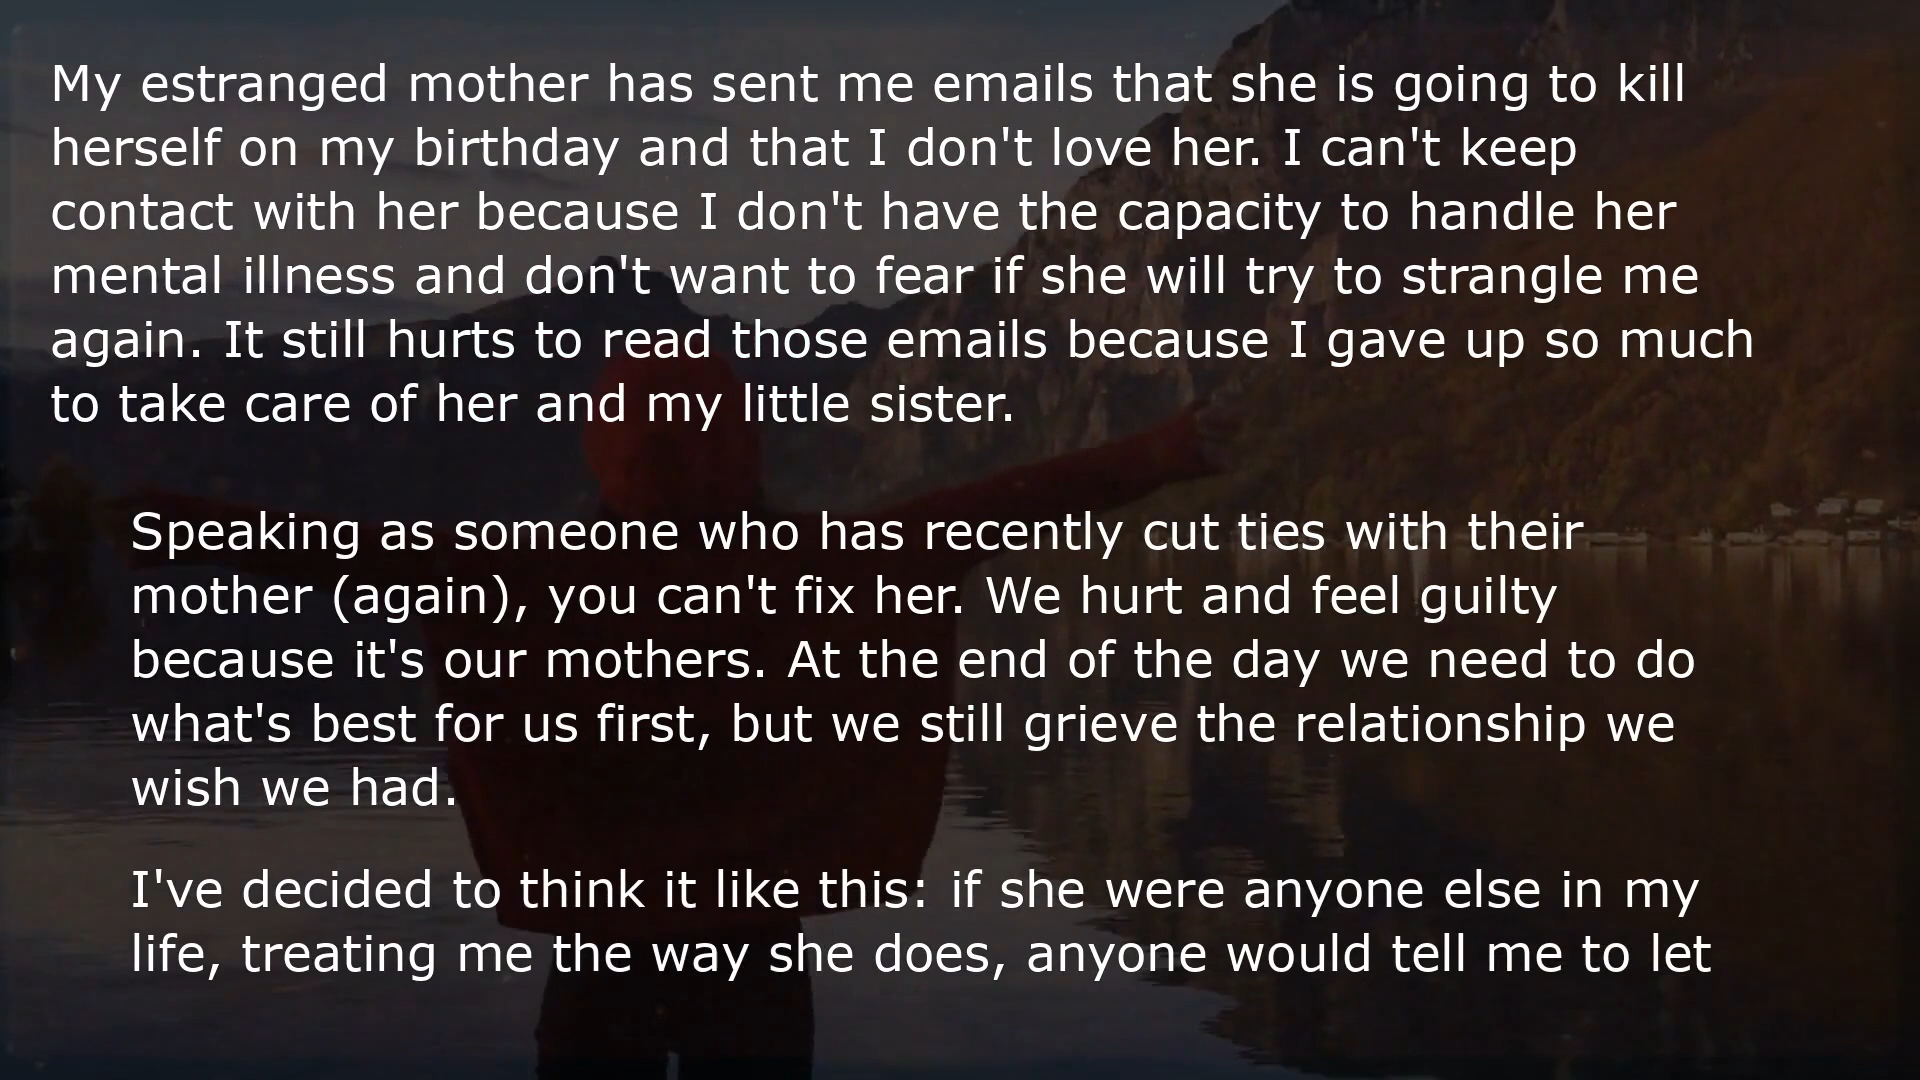 My estranged mother has sent me emails that she is going to kill
herself on my birthday and that I don't love her. I can't keep
contact with her because I don't have the capacity to handle her
mental illness and don't want to fear if she will try to strangle me
again. It still hurts to read those emails because I gave up so much
to take care of her and my little sister.
Speaking as someone who has recently cut ties with their
mother (again), you can't fix her. We hurt and feel guilty
because it's our mothers. At the end of the day we need to do
what's best for us first, but we still grieve the relationship we
wish we had.
I've decided to think it like this: if she were anyone else in my
life, treating me the way she does, anyone would tell me to let